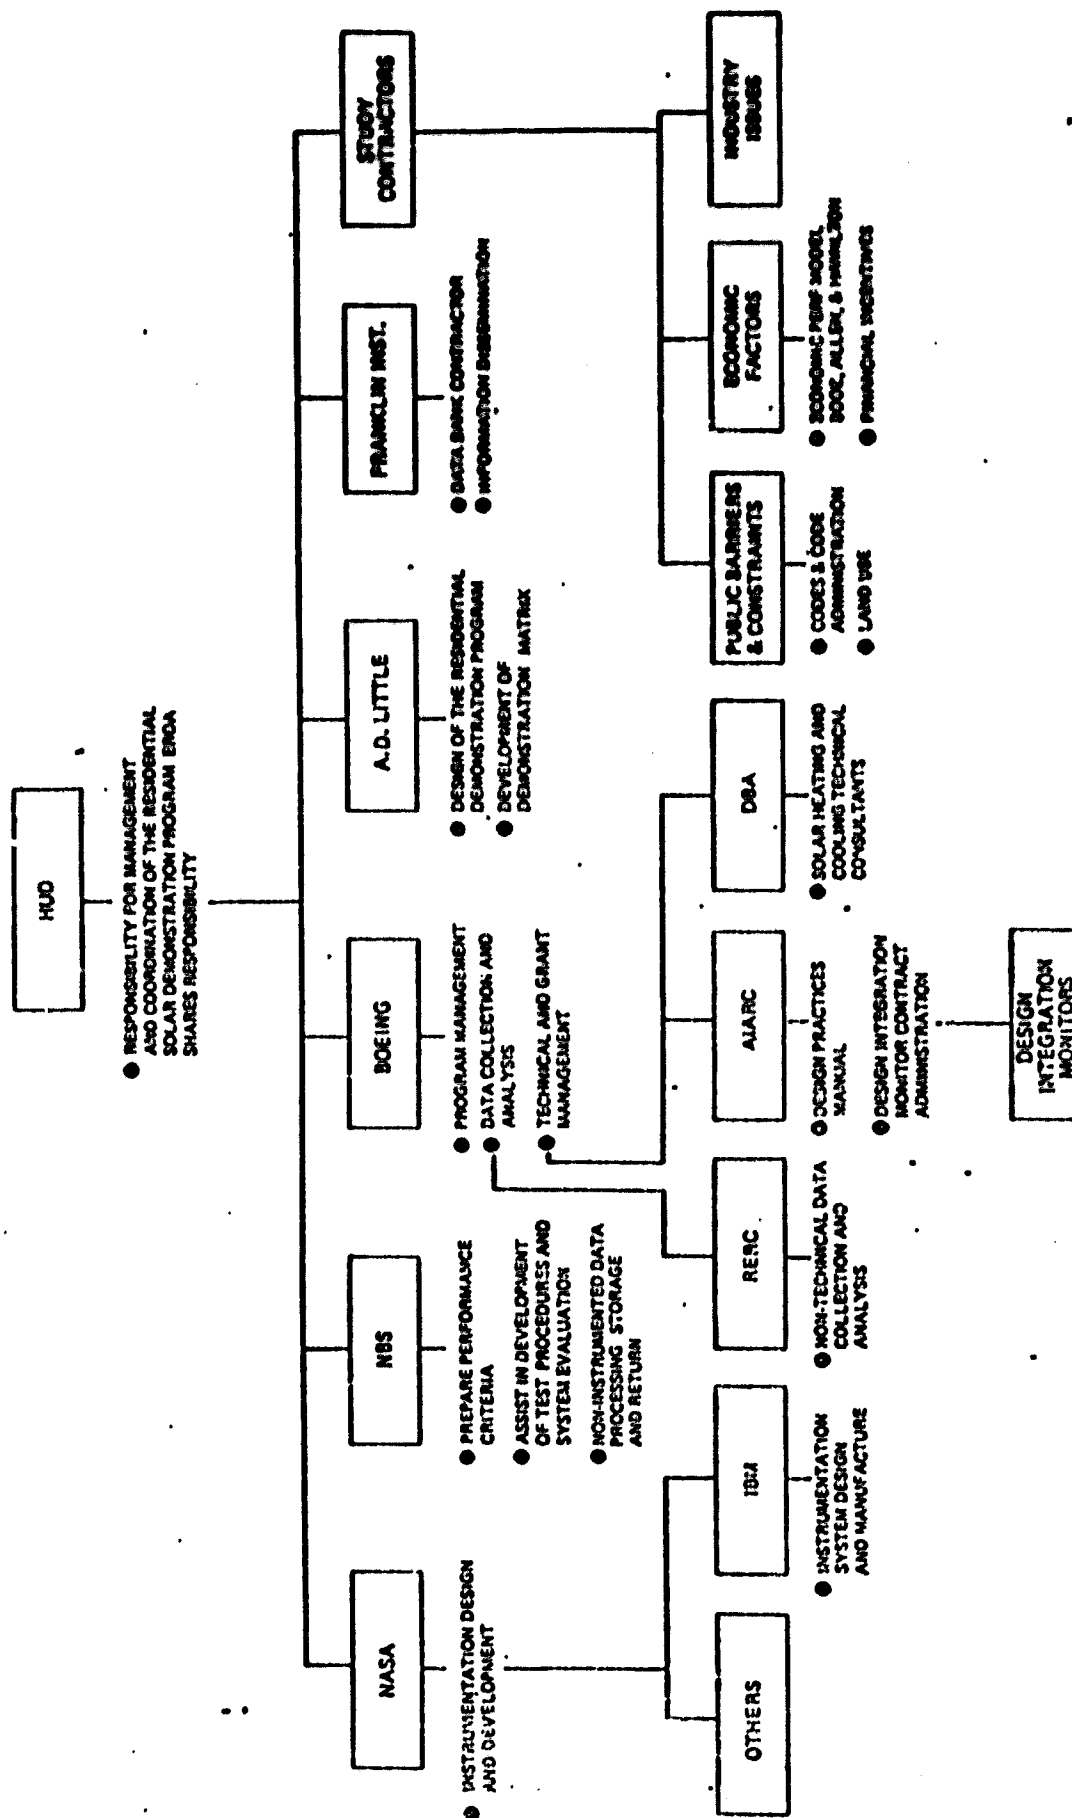 HUD
● RESPONSIBILITY FOR MANAGEMENT
AND COORDINATION OF THE RESIDENTIAL
SOLAR DEMONSTRATION PROGRAM ERDA
SHARES RESPONSIBILITY
NASA
● INSTRUMENTATION DESIGN
AND DEVELOPMENT
NBS
● PREPARE PERFORMANCE
CRITERIA
● ASSIST IN DEVELOPMENT
OF TEST PROCEDURES AND
SYSTEM EVALUATION
● NON-INSTRUMENTED DATA
PROCESSING STORAGE
AND RETURN
BOEING
● PROGRAM MANAGEMENT
● DATA COLLECTION AND
ANALYSIS
● TECHNICAL AND GRANT
MANAGEMENT
A.D. LITTLE
● DESIGN OF THE RESIDENTIAL
DEMONSTRATION PROGRAM
● DEVELOPMENT OF
DEMONSTRATION MATRIX
FRANKLIN INST.
● DATA BANK CONTRACTOR
● INFORMATION DISSEMINATION
STUDY
CONTRACTORS
OTHERS
IBM
● INSTRUMENTATION
SYSTEM DESIGN
AND MANUFACTURE
RERC
● NON-TECHNICAL DATA
COLLECTION AND
ANALYSIS
AIARC
● DESIGN PRACTICES
MANUAL
● DESIGN INTEGRATION
MONITOR CONTRACT
ADMINISTRATION
DBA
● SOLAR HEATING AND
COOLING TECHNICAL
CONSULTANTS
PUBLIC BARRIERS
& CONSTRAINTS
● CODES & CODE
ADMINISTRATION
● LAND USE
ECONOMIC
FACTORS
● ECONOMIC PERF MODEL
BOOZ, ALLEN, & HAMILTON
● FINANCIAL INCENTIVES
INDUSTRY
ISSUES
DESIGN
INTEGRATION
MONITORS